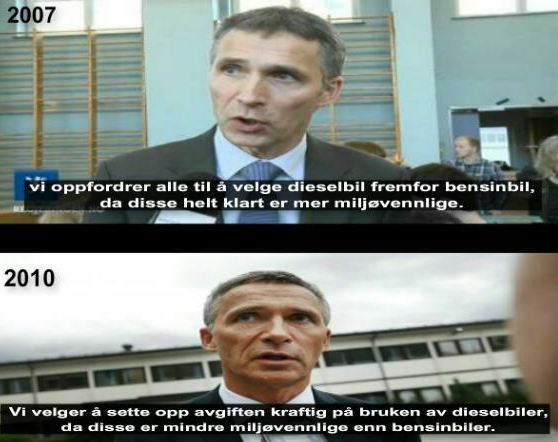 2007
vi oppfordrer alle til å velge dieselbil fremfor bensinbil,
da disse helt klart er mer miljøvennlige.
2010
Vi velger å sette opp avgiften kraftig på bruken av dieselbiler,
da disse er mindre miljøvennlige enn bensinbiler.